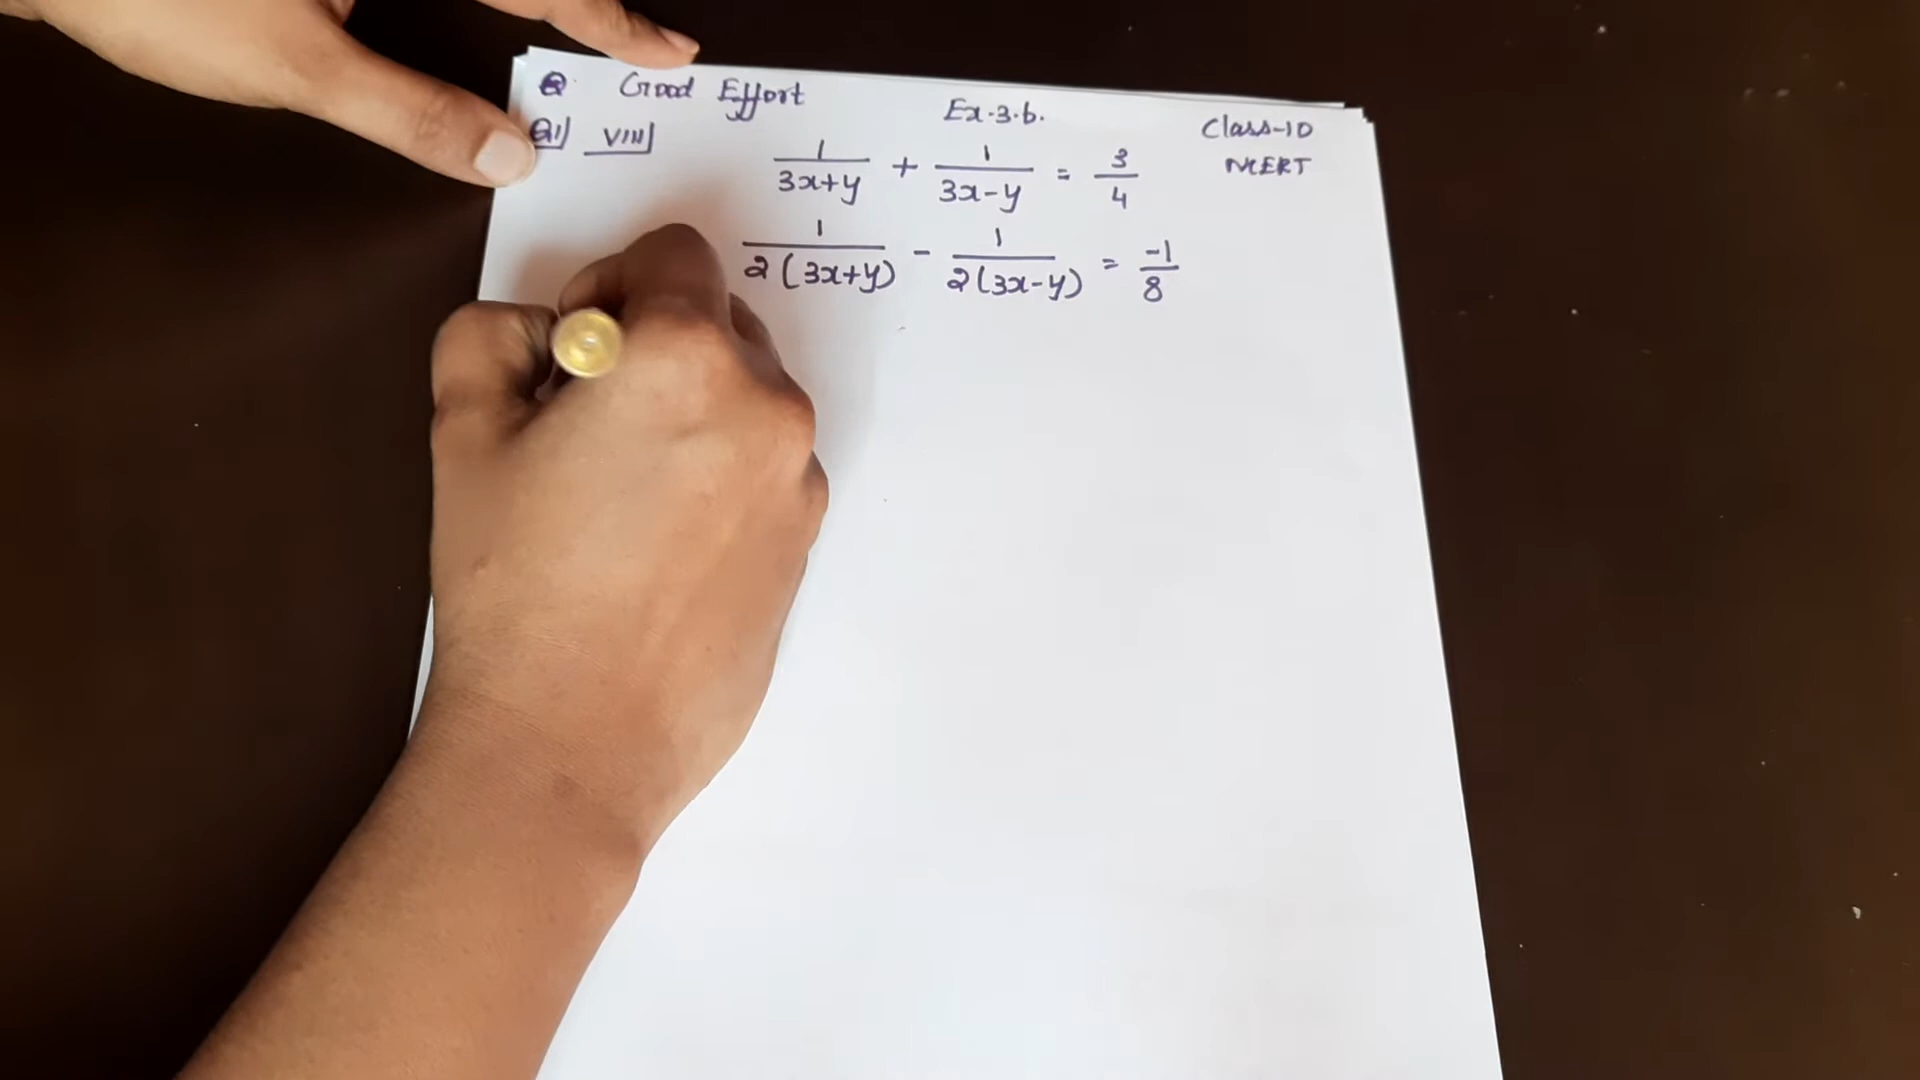 Q. Good Effort Ex.3.6. Class-10
Q1) VIII) NCERT
1/(3x+y) + 1/(3x-y) = 3/4
1/(2(3x+y)) - 1/(2(3x-y)) = -1/8